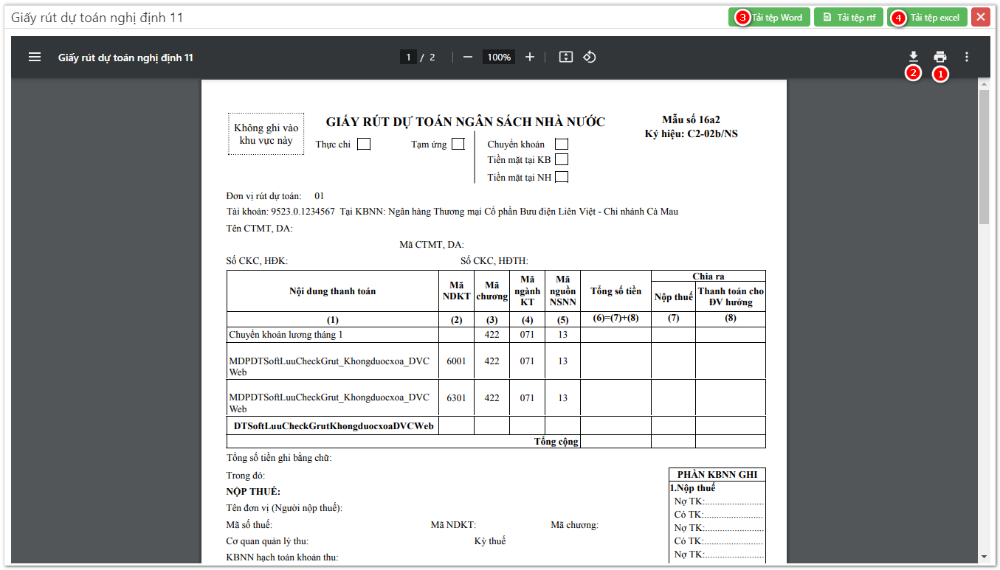 Giấy rút dự toán nghị định 11
3 Tải tệp Word Tải tệp rtf 4 Tải tệp excel
Giấy rút dự toán nghị định 11 1 / 2 100%
2 1
Không ghi vào
khu vực này
GIẤY RÚT DỰ TOÁN NGÂN SÁCH NHÀ NƯỚC
Mẫu số 16a2
Ký hiệu: C2-02b/NS
Thực chi Tạm ứng Chuyển khoản
Tiền mặt tại KB
Tiền mặt tại NH
Đơn vị rút dự toán: 01
Tài khoản: 9523.0.1234567 Tại KBNN: Ngân hàng Thương mại Cổ phần Bưu điện Liên Việt - Chi nhánh Cà Mau
Tên CTMT, DA:
Mã CTMT, DA:
Số CKC, HĐK: Số CKC, HĐTH:
Nội dung thanh toán
Mã
NDKT
Mã
chương
Mã
ngành
KT
Mã
nguồn
NSNN
Tổng số tiền
Chia ra
Nộp thuế
Thanh toán cho
ĐV hưởng
(1) (2) (3) (4) (5) (6)=(7)+(8) (7) (8)
Chuyển khoản lương tháng 1 422 071 13
MDPDTSoftLuuCheckGrut_Khongduocxoa_DVC
Web
6001 422 071 13
MDPDTSoftLuuCheckGrut_Khongduocxoa_DVC
Web
6301 422 071 13
DTSoftLuuCheckGrutKhongduocxoaDVCWeb
Tổng cộng
Tổng số tiền ghi bằng chữ:
Trong đó:
NỘP THUẾ:
Tên đơn vị (Người nộp thuế):
Mã số thuế: Mã NDKT: Mã chương:
Cơ quan quản lý thu: Kỳ thuế
KBNN hạch toán khoản thu:
PHẦN KBNN GHI
1.Nộp thuế
Nợ TK:........................
Có TK:........................
Nợ TK:........................
Có TK:........................
Nợ TK:........................